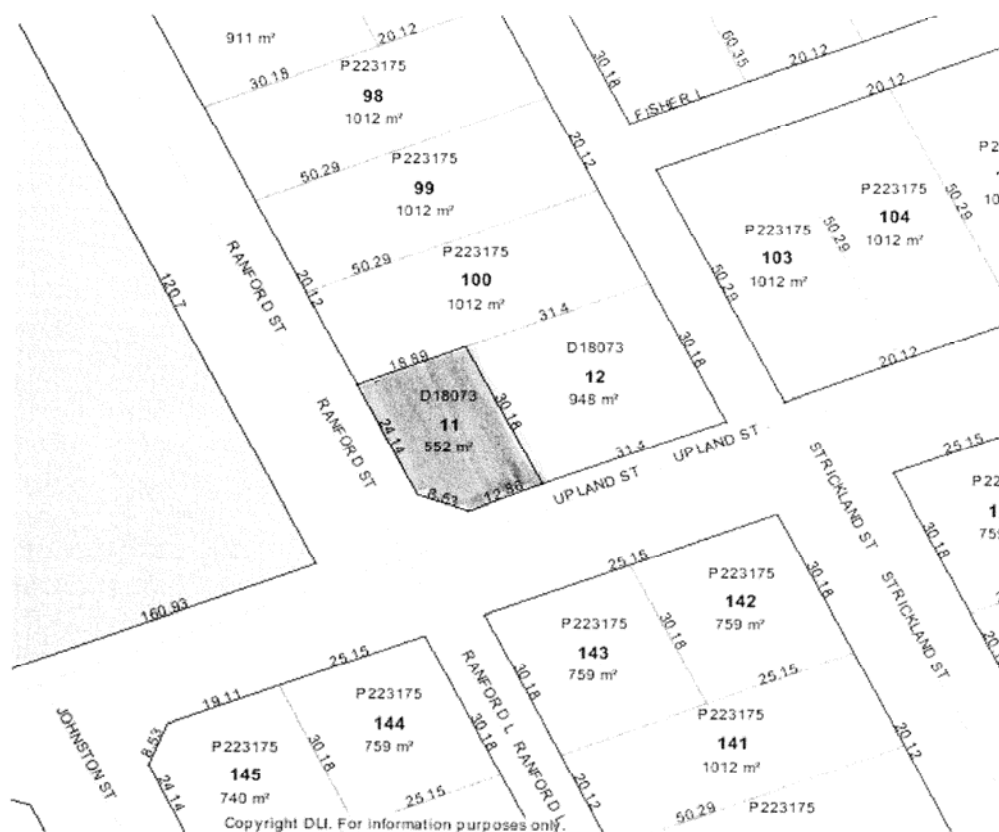 911 m²
20.12
30.18
P223175
98
1012 m²
50.29
20.12
P223175
99
1012 m²
50.29
P223175
100
1012 m²
20.12
RANFORD ST
120.7
30.18
60.35
20.12
FISHER L
20.12
P223175
103
1012 m²
50.29
50.29
P223175
104
1012 m²
50.29
20.12
18.89
31.4
D18073
11
552 m²
24.14
30.18
8.53
12.86
RANFORD ST
D18073
12
948 m²
30.18
31.4
UPLAND ST
UPLAND ST
STRICKLAND ST
STRICKLAND ST
25.15
30.18
160.93
25.15
P223175
142
759 m²
30.18
P223175
143
759 m²
30.18
30.18
25.15
P223175
141
1012 m²
20.12
20.12
50.29
P223175
RANFORD L
RANFORD L
25.15
19.11
8.53
P223175
144
759 m²
30.18
30.18
25.15
P223175
145
740 m²
24.14
JOHNSTON ST
Copyright DLI. For information purposes only.